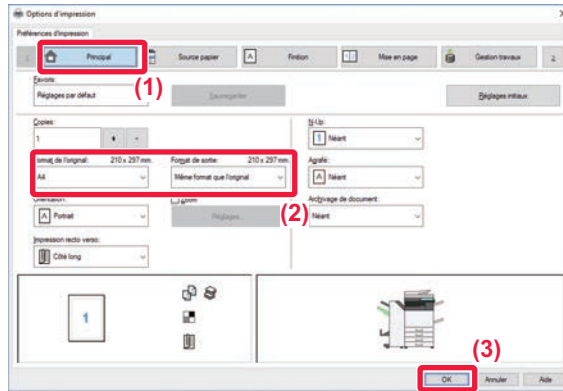 Options d'impression
Préférences d'impression
Principal
Source papier
Finition
Mise en page
Gestion travaux
(1)
Favoris:
Réglages par défaut
Sauvegarder
Réglages initiaux
Copies:
1
+ -
N-Up:
Néant
Format de l'original: 210 x 297 mm.
A4
Format de sortie: 210 x 297 mm.
Même format que l'original
Agrafe:
Néant
(2)
Orientation:
Portrait
Zoom
Réglages...
Archivage de document:
Néant
Impression recto verso:
Côté long
1
(3)
OK
Annuler
Aide